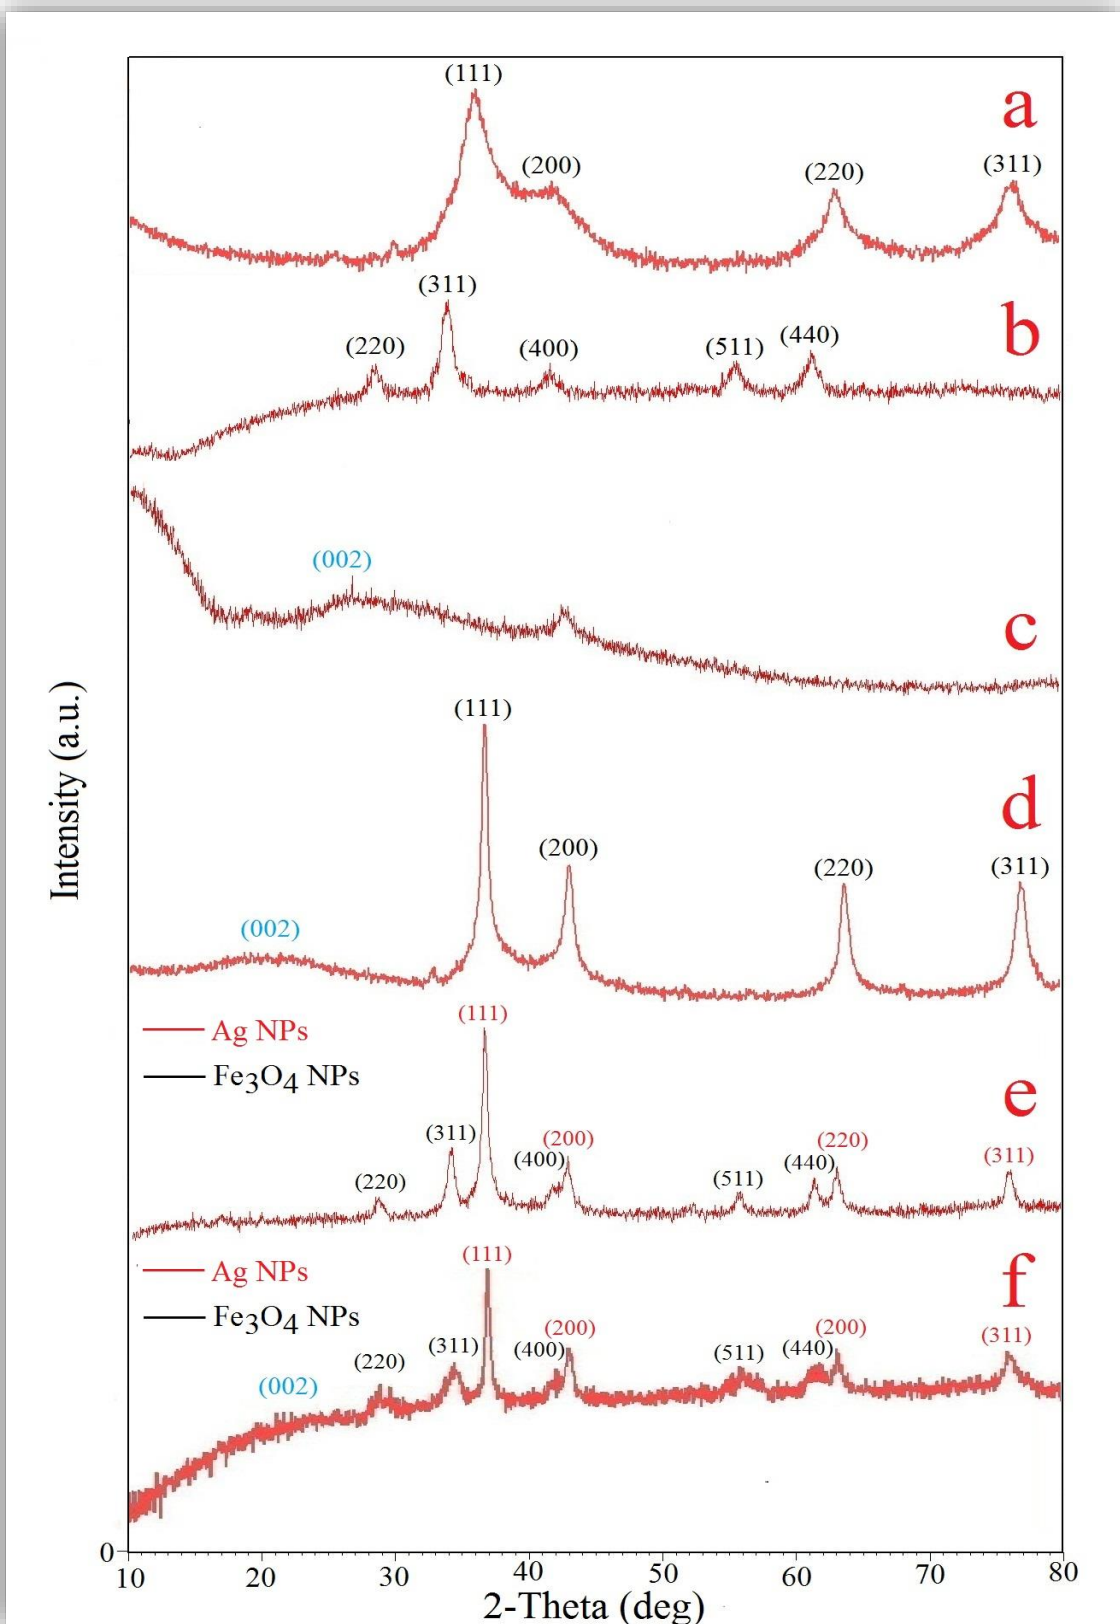 (111)
a
(200)
(220)
(311)
(311)
b
(220)
(400)
(511)
(440)
(002)
c
(111)
d
(200)
(220)
(311)
(002)
Ag NPs
Fe3O4 NPs
(111)
e
(311)
(400)
(200)
(440)
(220)
(311)
(220)
(511)
Ag NPs
Fe3O4 NPs
(111)
f
(002)
(220)
(311)
(400)
(200)
(511)
(440)
(200)
(311)
Intensity (a.u.)
0
10 20 30 40 50 60 70 80
2-Theta (deg)